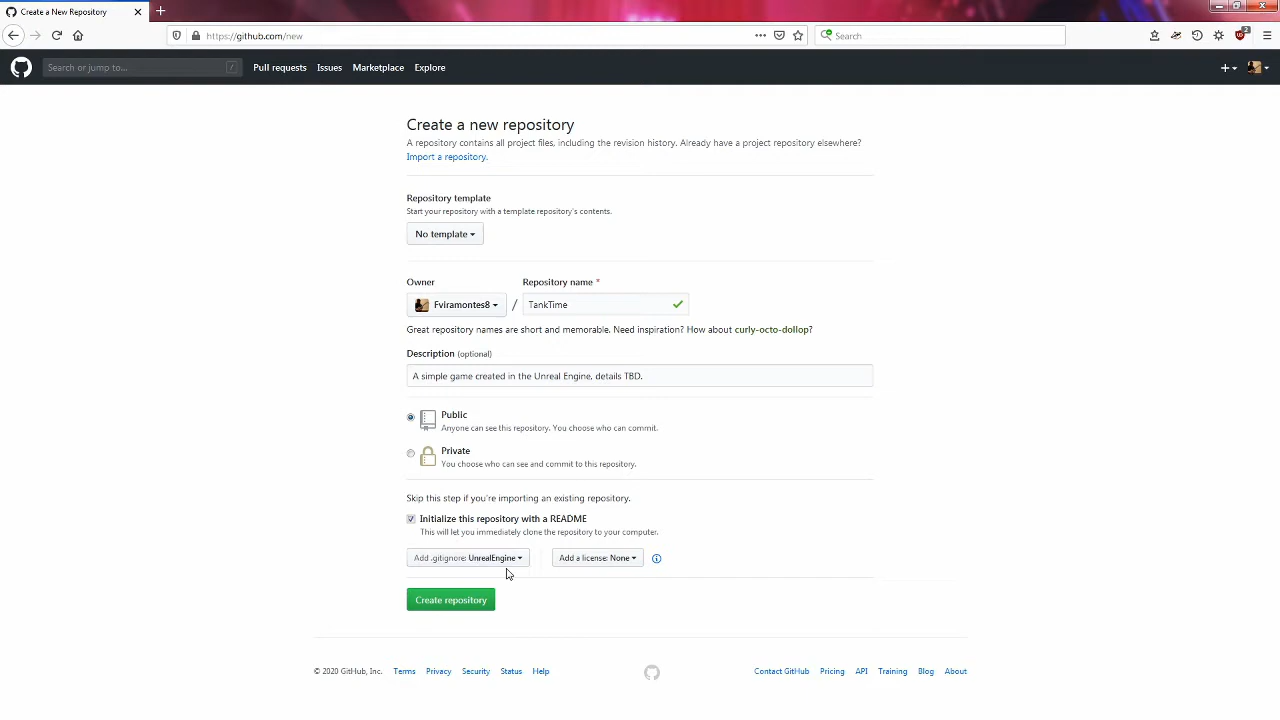 Create a New Repository
https://github.com/new
Search
Search or jump to...
/
Pull requests
Issues
Marketplace
Explore
Create a new repository
A repository contains all project files, including the revision history. Already have a project repository elsewhere?
Import a repository.
Repository template
Start your repository with a template repository's contents.
No template
Owner
Repository name *
Fviramontes8
/
TankTime
Great repository names are short and memorable. Need inspiration? How about curly-octo-dollop?
Description (optional)
A simple game created in the Unreal Engine, details TBD.
Public
Anyone can see this repository. You choose who can commit.
Private
You choose who can see and commit to this repository.
Skip this step if you're importing an existing repository.
Initialize this repository with a README
This will let you immediately clone the repository to your computer.
Add .gitignore: UnrealEngine
Add a license: None
Create repository
© 2020 GitHub, Inc.
Terms
Privacy
Security
Status
Help
Contact GitHub
Pricing
API
Training
Blog
About